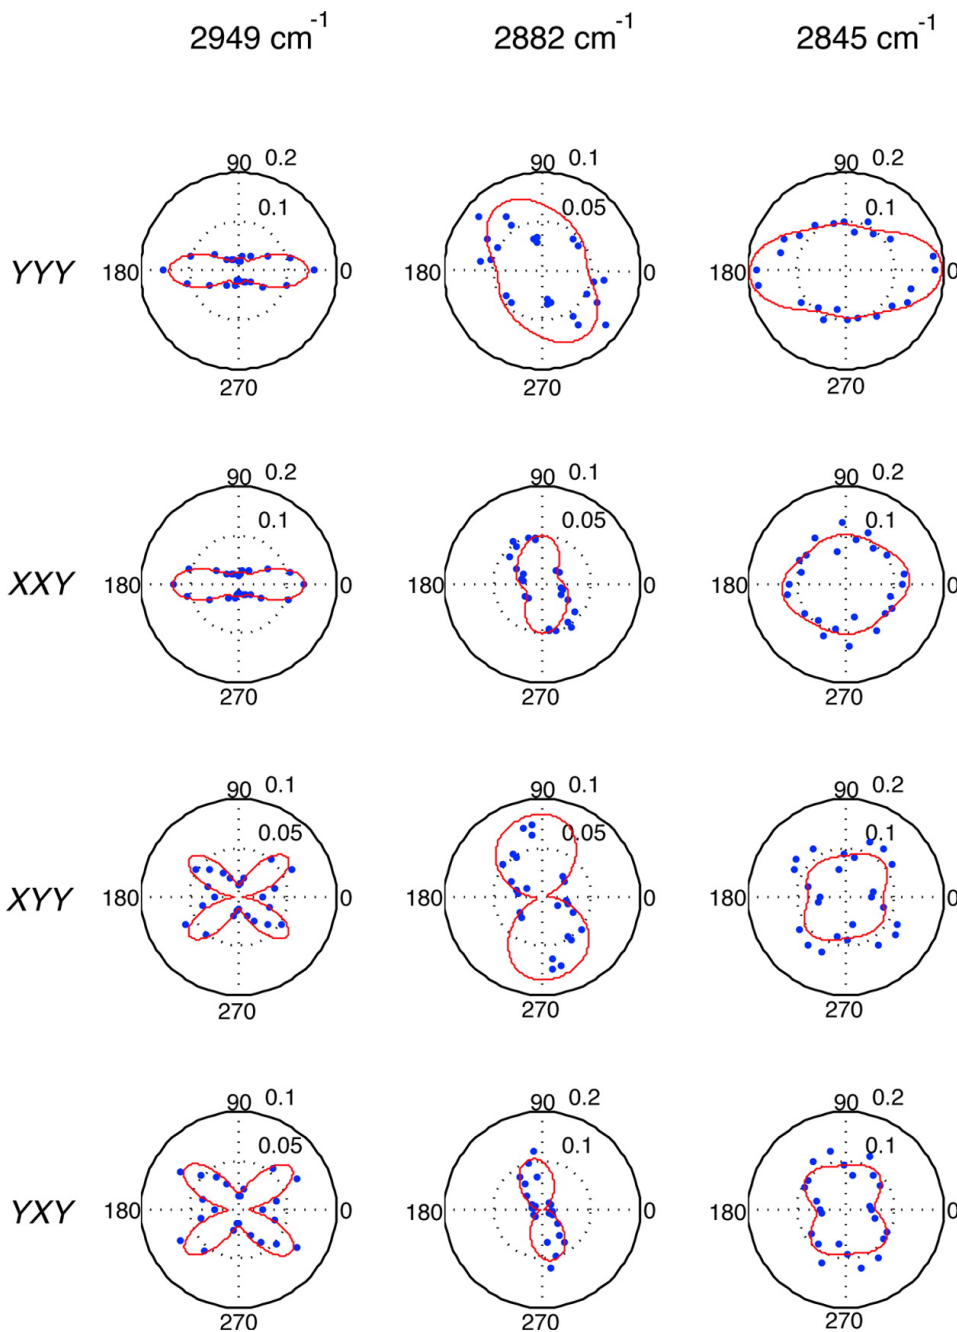 2949 cm-1 2882 cm-1 2845 cm-1
90 0.2 90 0.1 90 0.2
0.1 0.05 0.1
YYY 180 0 180 0 180 0
270 270 270
90 0.2 90 0.1 90 0.2
0.1 0.05 0.1
XXY 180 0 180 0 180 0
270 270 270
90 0.1 90 0.1 90 0.2
0.05 0.05 0.1
XYY 180 0 180 0 180 0
270 270 270
90 0.1 90 0.2 90 0.2
0.05 0.1 0.1
YXY 180 0 180 0 180 0
270 270 270